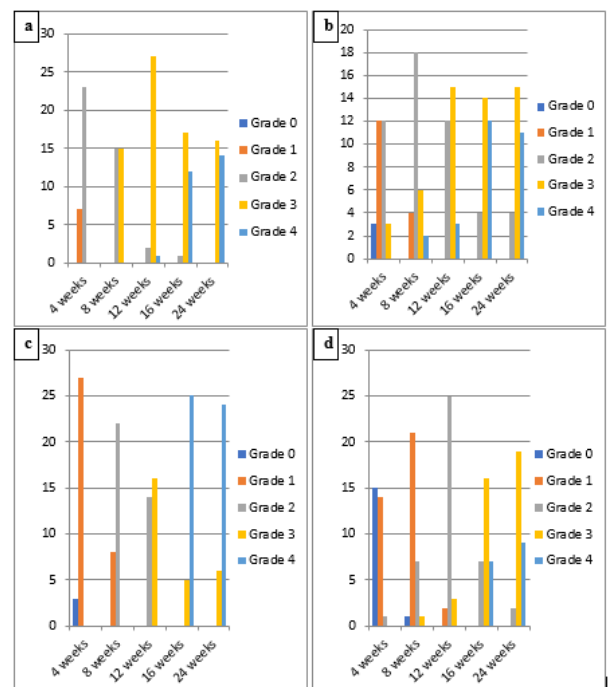 a
30
25
20
15
10
5
0
4 weeks
8 weeks
12 weeks
16 weeks
24 weeks
Grade 0
Grade 1
Grade 2
Grade 3
Grade 4
b
20
18
16
14
12
10
8
6
4
2
0
4 weeks
8 weeks
12 weeks
16 weeks
24 weeks
Grade 0
Grade 1
Grade 2
Grade 3
Grade 4
c
30
25
20
15
10
5
0
4 weeks
8 weeks
12 weeks
16 weeks
24 weeks
Grade 0
Grade 1
Grade 2
Grade 3
Grade 4
d
30
25
20
15
10
5
0
4 weeks
8 weeks
12 weeks
16 weeks
24 weeks
Grade 0
Grade 1
Grade 2
Grade 3
Grade 4